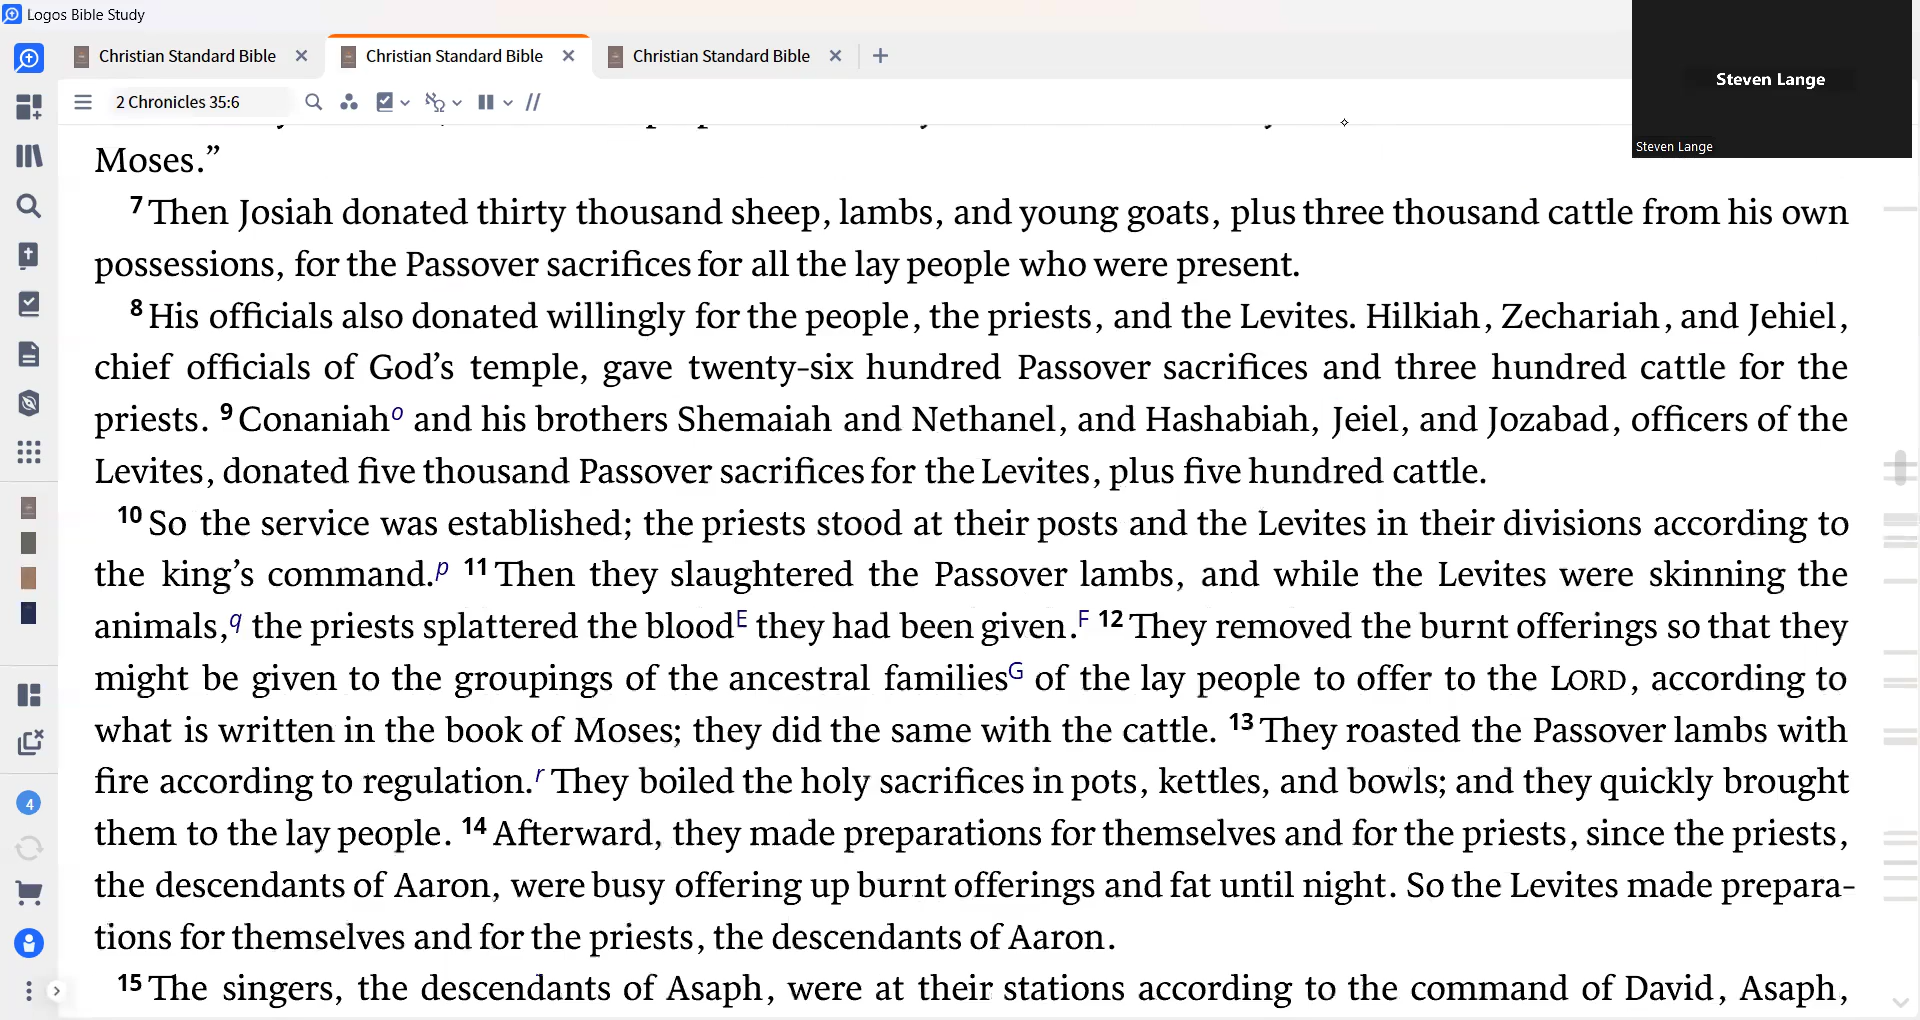 Logos Bible Study
Christian Standard Bible
Christian Standard Bible
Christian Standard Bible
Steven Lange
Steven Lange
2 Chronicles 35:6
Moses.”
7 Then Josiah donated thirty thousand sheep, lambs, and young goats, plus three thousand cattle from his own
possessions, for the Passover sacrifices for all the lay people who were present.
8 His officials also donated willingly for the people, the priests, and the Levites. Hilkiah, Zechariah, and Jehiel,
chief officials of God’s temple, gave twenty-six hundred Passover sacrifices and three hundred cattle for the
priests. 9 Conaniah o and his brothers Shemaiah and Nethanel, and Hashabiah, Jeiel, and Jozabad, officers of the
Levites, donated five thousand Passover sacrifices for the Levites, plus five hundred cattle.
10 So the service was established; the priests stood at their posts and the Levites in their divisions according to
the king’s command. p 11 Then they slaughtered the Passover lambs, and while the Levites were skinning the
animals, q the priests splattered the blood E they had been given. F 12 They removed the burnt offerings so that they
might be given to the groupings of the ancestral families G of the lay people to offer to the LORD, according to
what is written in the book of Moses; they did the same with the cattle. 13 They roasted the Passover lambs with
fire according to regulation. r They boiled the holy sacrifices in pots, kettles, and bowls; and they quickly brought
them to the lay people. 14 Afterward, they made preparations for themselves and for the priests, since the priests,
the descendants of Aaron, were busy offering up burnt offerings and fat until night. So the Levites made prepara-
tions for themselves and for the priests, the descendants of Aaron.
15 The singers, the descendants of Asaph, were at their stations according to the command of David, Asaph,
4